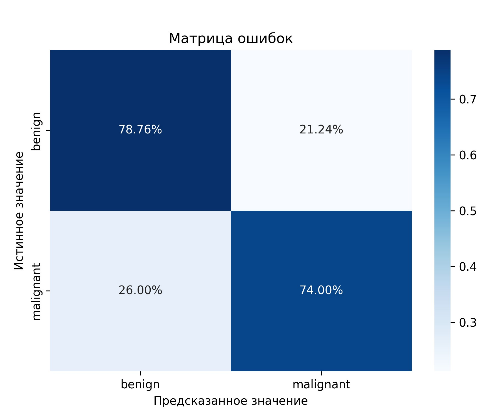 Матрица ошибок
Истинное значение
benign
78.76%
21.24%
malignant
26.00%
74.00%
benign
malignant
Предсказанное значение
0.7
0.6
0.5
0.4
0.3